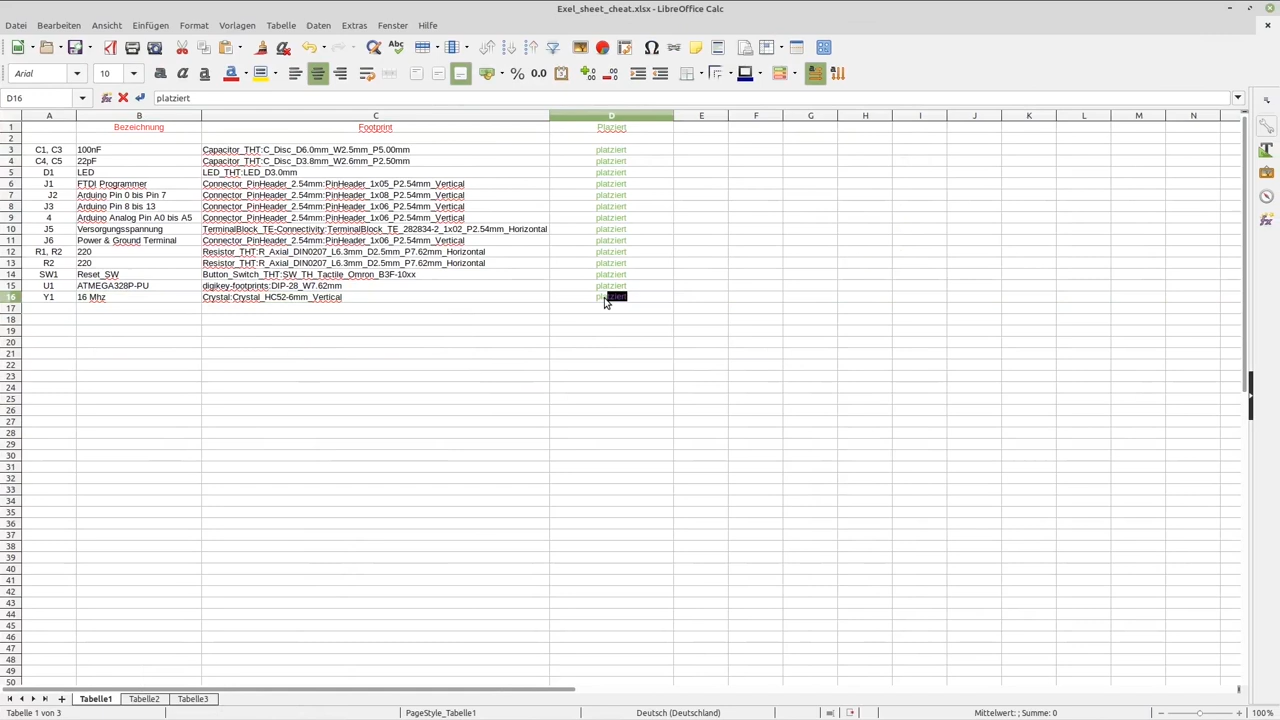 Exel_sheet_cheat.xlsx - LibreOffice Calc
Datei Bearbeiten Ansicht Einfügen Format Vorlagen Tabelle Daten Extras Fenster Hilfe
Arial 10
D16 platziert
A B C D E F G H I J K L M N
1 Bezeichnung Footprint Plaziert
2
3 C1, C3 100nF Capacitor_THT:C_Disc_D6.0mm_W2.5mm_P5.00mm platziert
4 C4, C5 22pF Capacitor_THT:C_Disc_D3.8mm_W2.6mm_P2.50mm platziert
5 D1 LED LED_THT:LED_D3.0mm platziert
6 J1 FTDI Programmer Connector_PinHeader_2.54mm:PinHeader_1x05_P2.54mm_Vertical platziert
7 J2 Arduino Pin 0 bis Pin 7 Connector_PinHeader_2.54mm:PinHeader_1x08_P2.54mm_Vertical platziert
8 J3 Arduino Pin 8 bis 13 Connector_PinHeader_2.54mm:PinHeader_1x06_P2.54mm_Vertical platziert
9 4 Arduino Analog Pin A0 bis A5 Connector_PinHeader_2.54mm:PinHeader_1x06_P2.54mm_Vertical platziert
10 J5 Versorgungsspannung TerminalBlock_TE-Connectivity:TerminalBlock_TE_282834-2_1x02_P2.54mm_Horizontal platziert
11 J6 Power & Ground Terminal Connector_PinHeader_2.54mm:PinHeader_1x06_P2.54mm_Vertical platziert
12 R1, R2 220 Resistor_THT:R_Axial_DIN0207_L6.3mm_D2.5mm_P7.62mm_Horizontal platziert
13 R2 220 Resistor_THT:R_Axial_DIN0207_L6.3mm_D2.5mm_P7.62mm_Horizontal platziert
14 SW1 Reset_SW Button_Switch_THT:SW_TH_Tactile_Omron_B3F-10xx platziert
15 U1 ATMEGA328P-PU digikey-footprints:DIP-28_W7.62mm platziert
16 Y1 16 Mhz Crystal:Crystal_HC52-6mm_Vertical platziert
17
18
19
20
21
22
23
24
25
26
27
28
29
30
31
32
33
34
35
36
37
38
39
40
41
42
43
44
45
46
47
48
49
50
Tabelle1 Tabelle2 Tabelle3
Tabelle 1 von 3 PageStyle_Tabelle1 Deutsch (Deutschland) Mittelwert: ; Summe: 0 100%